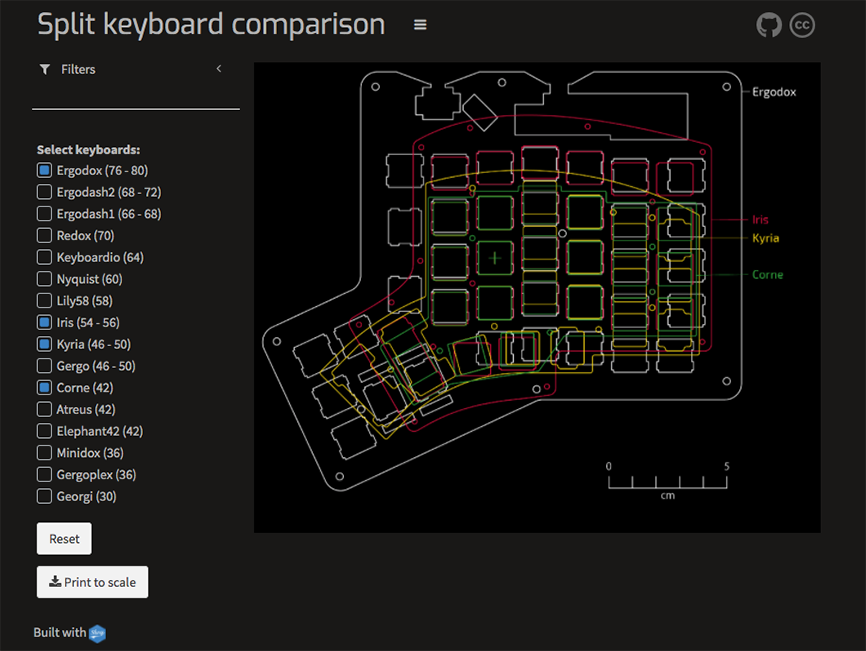 Split keyboard comparison
CC
Filters
Select keyboards:
Ergodox (76 - 80)
Ergodash2 (68 - 72)
Ergodash1 (66 - 68)
Redox (70)
Keyboardio (64)
Nyquist (60)
Lily58 (58)
Iris (54 - 56)
Kyria (46 - 50)
Gergo (46 - 50)
Corne (42)
Atreus (42)
Elephant42 (42)
Minidox (36)
Gergoplex (36)
Georgi (30)
Reset
Print to scale
Built with
Ergodox
Iris
Kyria
Corne
0 5
cm